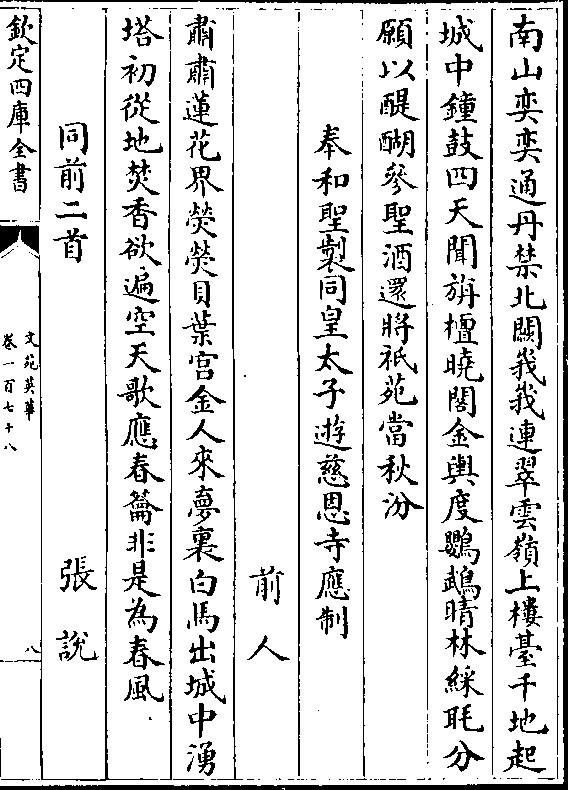 南山奕奕通丹禁北闕峩峩連翠雲嶺上樓臺千地起
城中鐘鼓四天聞旃檀曉閣金輿度鸚鵡晴林綵眊分
願以醍醐參聖酒還將祇苑當秋汾
奉和聖製同皇太子遊慈恩寺應制
前人
肅肅蓮花界熒熒貝葉宮金人來夢裏白馬出城中湧
塔初從地焚香欲遍空天歌應春籥非是為春風
同前二首
張說
欽定四庫全書
文苑英華
卷一百七十八
八